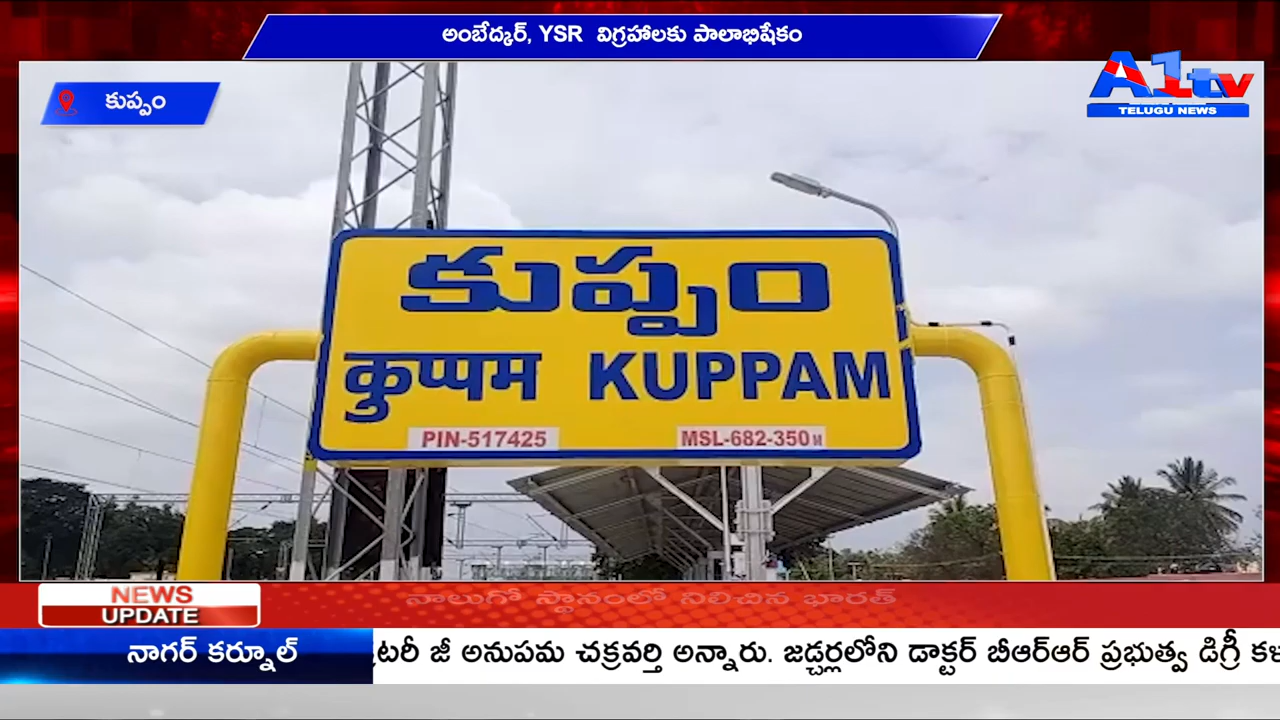 అంబేద్కర్, YSR విగ్రహాలకు పాలాభిషేకం
A1tv
TELUGU NEWS
కుప్పం
కుప్పం
कुप्पम KUPPAM
PIN-517425 MSL-682-350 M
NEWS
UPDATE
నాలుగో స్థానంలో నిలిచిన భారత్
నాగర్ కర్నూల్
టరీ జీ అనుపమ చక్రవర్తి అన్నారు. జడ్చర్లలోని డాక్టర్ బీఆర్ఆర్ ప్రభుత్వ డిగ్రీ